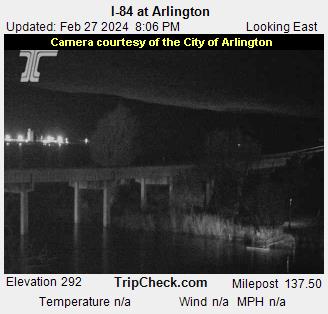 I-84 at Arlington
Updated: Feb 27 2024 8:06 PM Looking East
Camera courtesy of the City of Arlington
Elevation 292 TripCheck.com Milepost 137.50
Temperature n/a Wind n/a MPH n/a